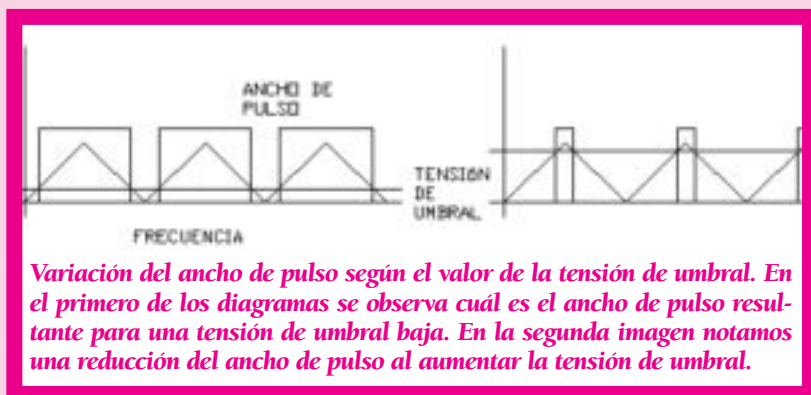 ANCHO DE
PULSO
TENSIÓN
DE
UMBRAL
FRECUENCIA
Variación del ancho de pulso según el valor de la tensión de umbral. En
el primero de los diagramas se observa cuál es el ancho de pulso resul-
tante para una tensión de umbral baja. En la segunda imagen notamos
una reducción del ancho de pulso al aumentar la tensión de umbral.